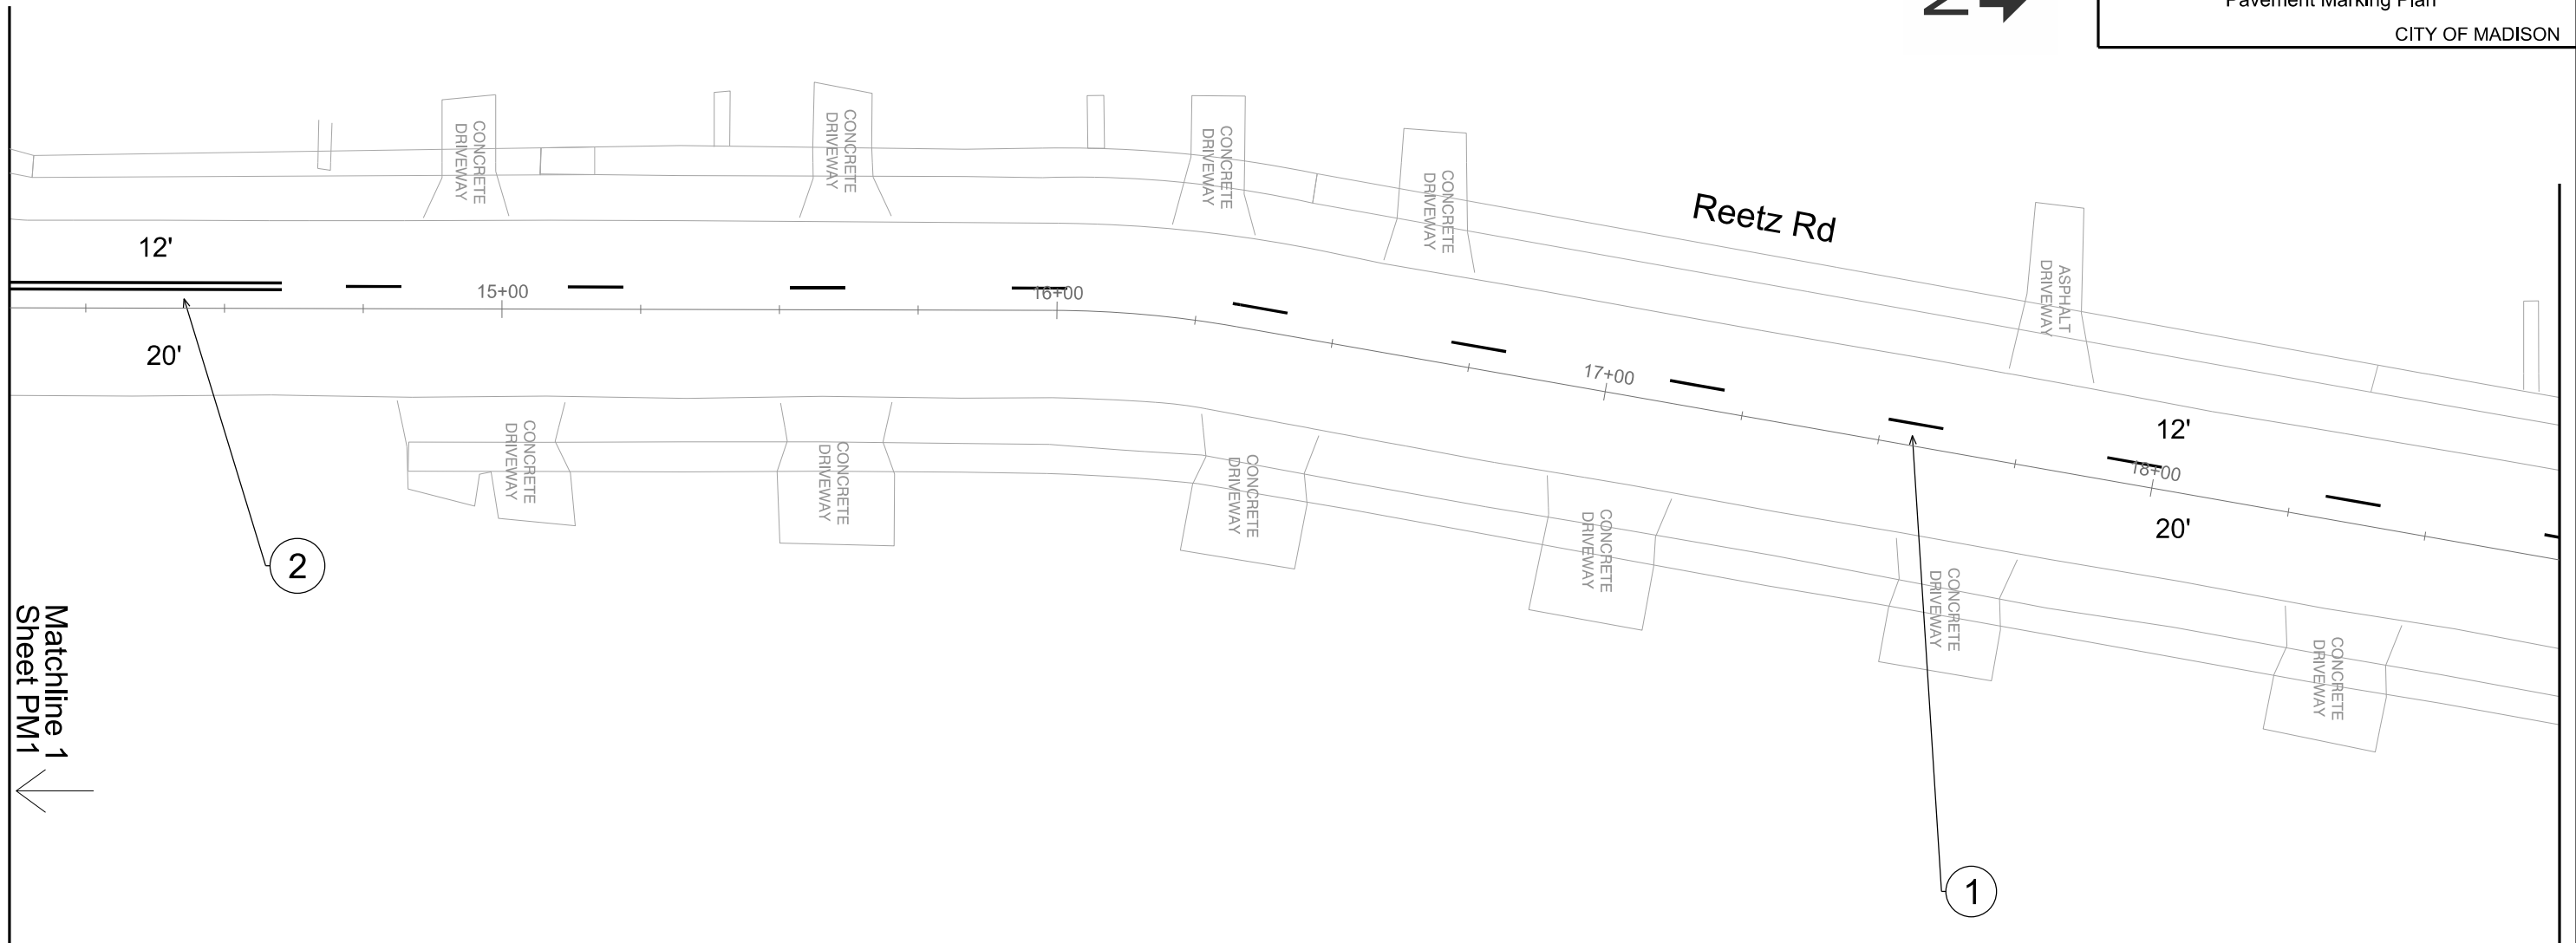 Pavement Marking Plan
CITY OF MADISON
CONCRETE
DRIVEWAY
CONCRETE
DRIVEWAY
CONCRETE
DRIVEWAY
CONCRETE
DRIVEWAY
Reetz Rd
ASPHALT
DRIVEWAY
12'
15+00
16+00
20'
17+00
12'
18+00
20'
CONCRETE
DRIVEWAY
CONCRETE
DRIVEWAY
CONCRETE
DRIVEWAY
CONCRETE
DRIVEWAY
CONCRETE
DRIVEWAY
CONCRETE
DRIVEWAY
2
Matchline 1
Sheet PM1
1